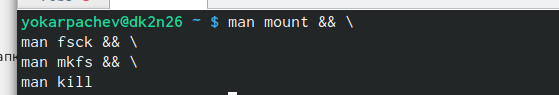 yokarpachev@dk2n26 ~ $ man mount && \
man fsck && \
man mkfs && \
man kill